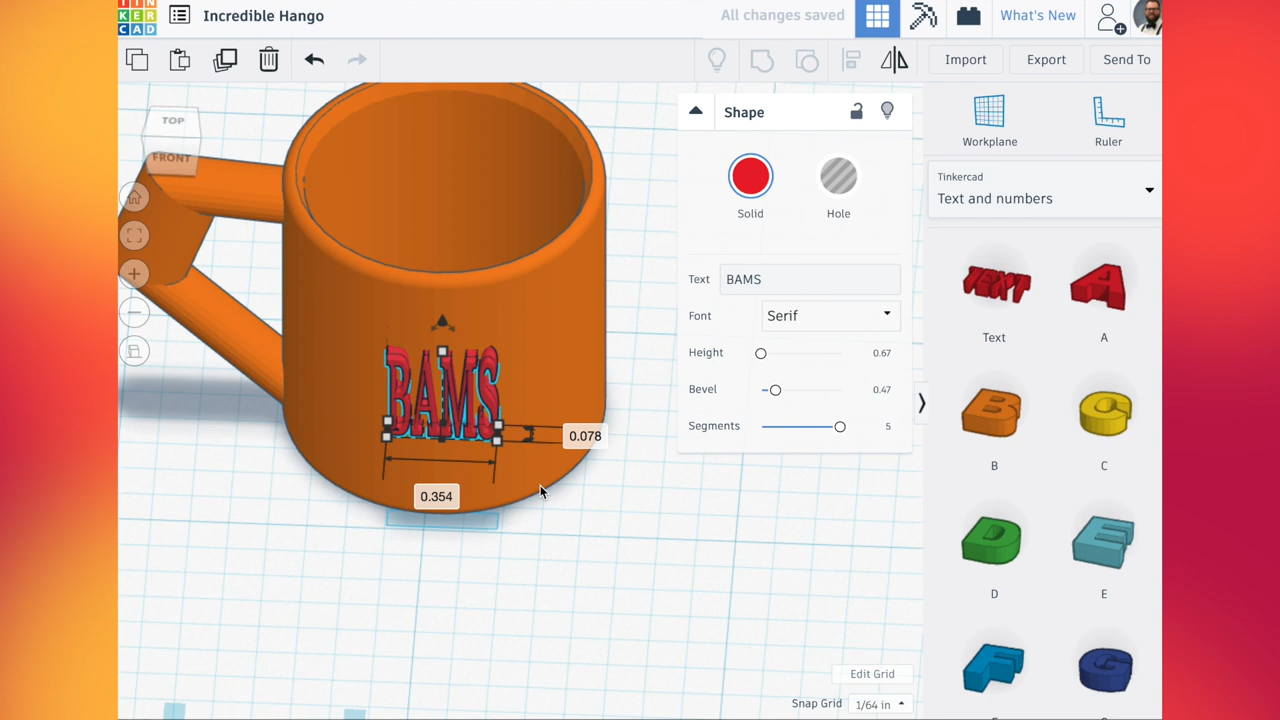 TIN
KER
CAD
Incredible Hango
All changes saved
What's New
Import
Export
Send To
TOP
FRONT
Shape
Solid
Hole
Text
BAMS
Font
Serif
Height
0.67
Bevel
0.47
Segments
5
Workplane
Ruler
Tinkercad
Text and numbers
TEXT
A
Text
A
B
C
B
C
D
E
D
E
F
G
BAMS
0.078
0.354
Edit Grid
Snap Grid
1/64 in